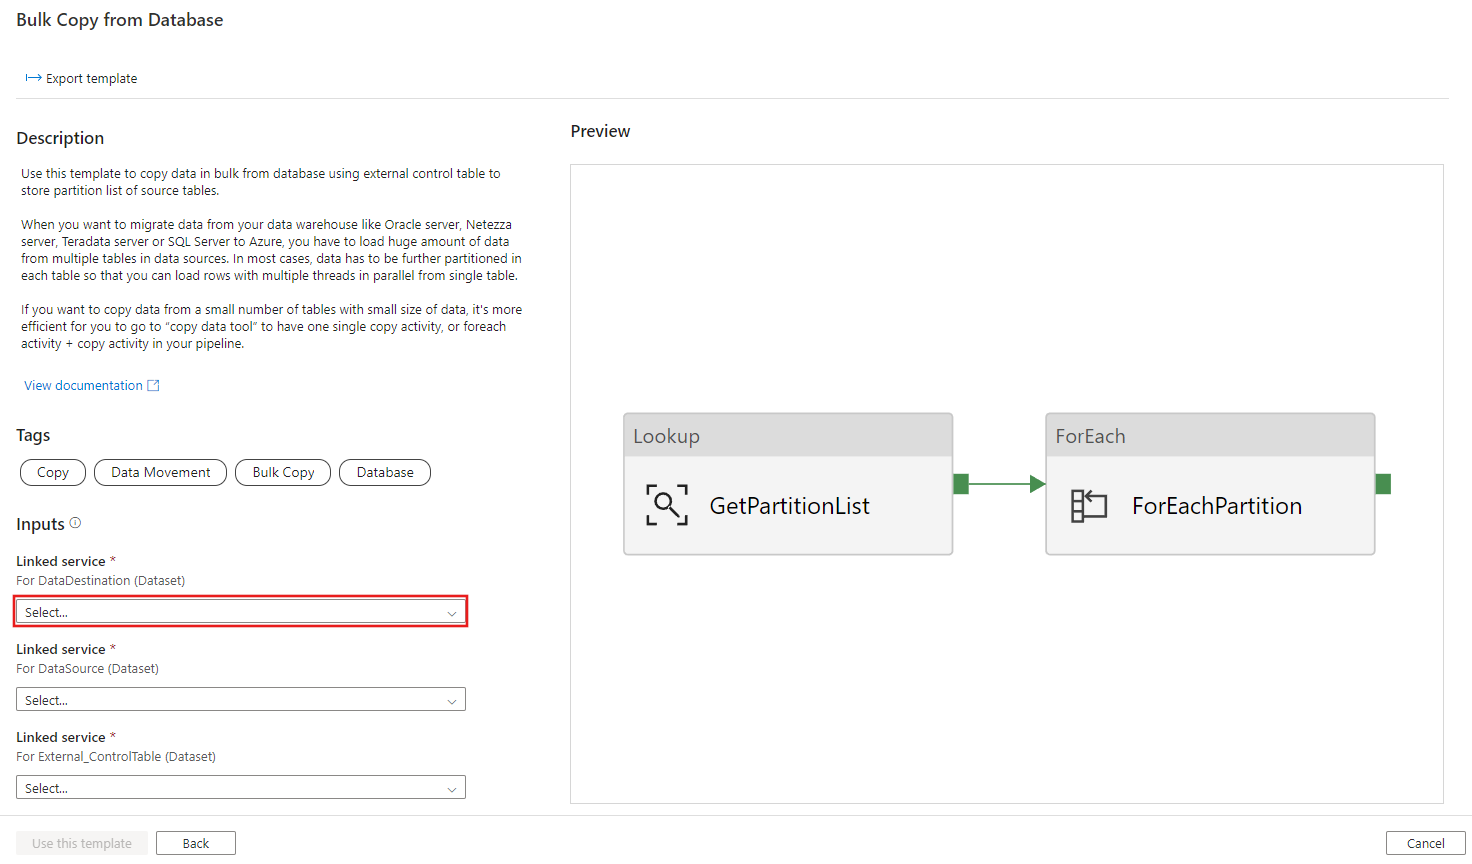 Bulk Copy from Database
Export template
Description
Use this template to copy data in bulk from database using external control table to
store partition list of source tables.
When you want to migrate data from your data warehouse like Oracle server, Netezza
server, Teradata server or SQL Server to Azure, you have to load huge amount of data
from multiple tables in data sources. In most cases, data has to be further partitioned in
each table so that you can load rows with multiple threads in parallel from single table.
If you want to copy data from a small number of tables with small size of data, it's more
efficient for you to go to “copy data tool” to have one single copy activity, or foreach
activity + copy activity in your pipeline.
View documentation
Tags
Copy
Data Movement
Bulk Copy
Database
Inputs
Linked service *
For DataDestination (Dataset)
Select...
Linked service *
For DataSource (Dataset)
Select...
Linked service *
For External_ControlTable (Dataset)
Select...
Preview
Lookup
GetPartitionList
ForEach
ForEachPartition
Use this template
Back
Cancel